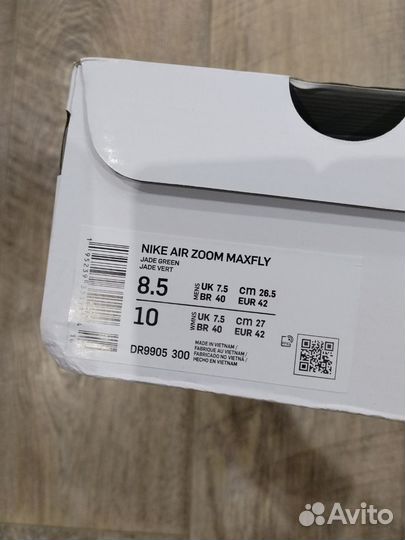 NIKE AIR ZOOM MAXFLY
JADE GREEN
JADE VERT
8.5 MENS UK 7.5 cm 26.5
BR 40 EUR 42
10 WMNS UK 7.5 cm 27
BR 40 EUR 42
DR9905 300
MADE IN VIETNAM /
FABRIQUE AU VIETNAM /
FABRICADO NO VIETNÃ /
HECHO EN VIETNAM
Avito